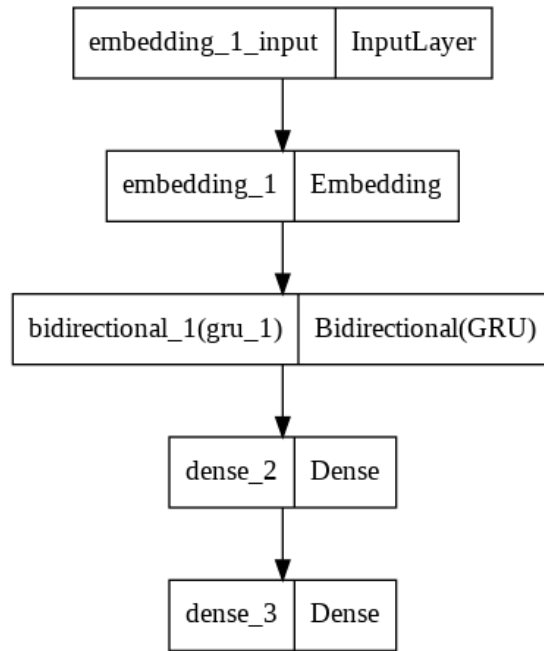 embedding_1_input InputLayer
embedding_1 Embedding
bidirectional_1(gru_1) Bidirectional(GRU)
dense_2 Dense
dense_3 Dense